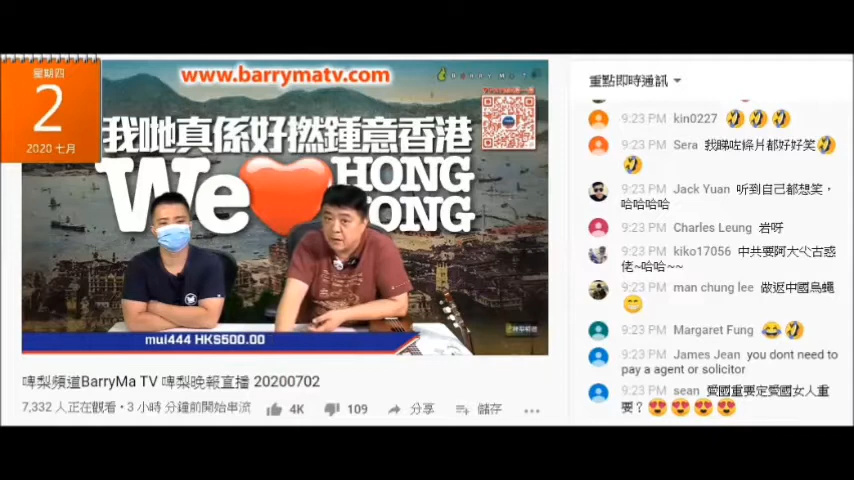 星期四
2
2020 七月
www.barrymatv.com
BARRYMATV
我哋真係好撚鍾意香港
We HONG KONG
mui444 HK$500.00
啤梨頻道BarryMa TV 啤梨晚報直播 20200702
7,332 人正在觀看 • 3 小時 分鐘前開始串流
4K
109
分享
儲存
重點即時通訊
9:23 PM kin0227 🤣🤣🤣
9:23 PM Sera 我睇咗條片都好好笑🤣
🤣
9:23 PM Jack Yuan 听到自己都想笑，
哈哈哈哈
9:23 PM Charles Leung 岩呀
9:23 PM kiko17056 中共要阿大尐古惑
佬~哈哈~~
9:23 PM man chung lee 做返中國烏蠅
😁
9:23 PM Margaret Fung 😂🤣
9:23 PM James Jean you dont need to
pay a agent or solicitor
9:23 PM sean 愛國重要定愛國女人重
要？😍😍😍😍